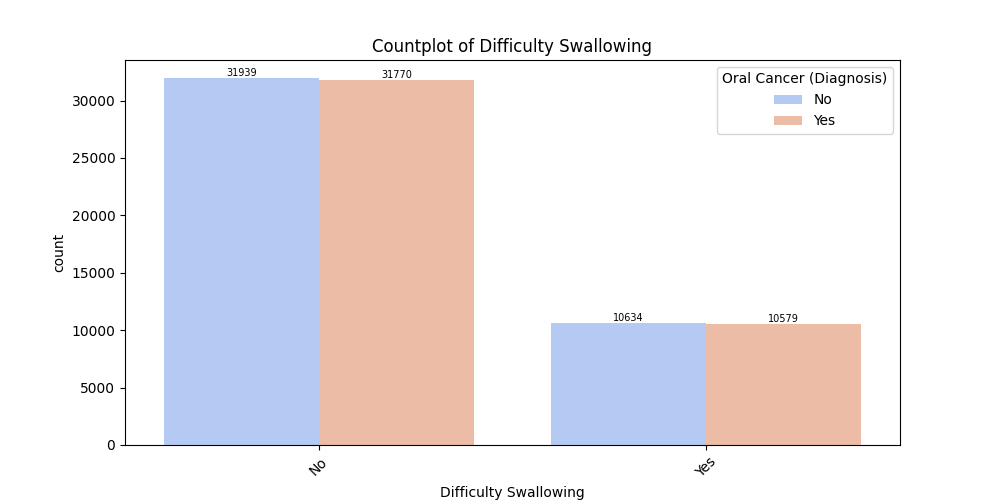 Countplot of Difficulty Swallowing
31939
31770
10634
10579
Oral Cancer (Diagnosis)
No
Yes
30000
25000
20000
15000
10000
5000
0
count
No
Yes
Difficulty Swallowing